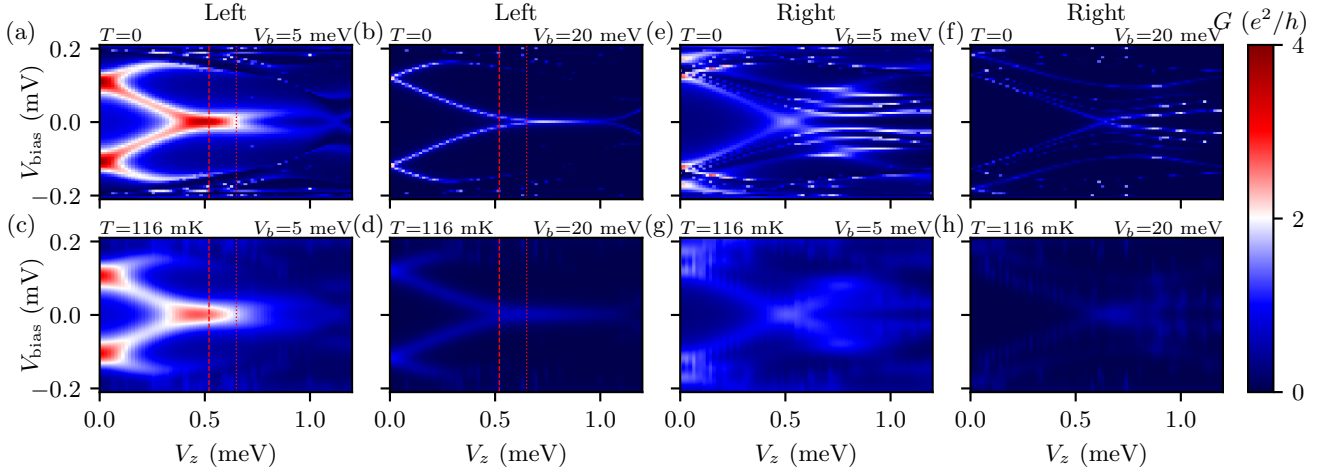 Left Left Right Right
(a) T=0 V_b=5 meV (b) T=0 V_b=20 meV (e) T=0 V_b=5 meV (f) T=0 V_b=20 meV G (e²/h)
0.2 4
V_bias (mV) 0.0
−0.2
2
(c) T=116 mK V_b=5 meV (d) T=116 mK V_b=20 meV (g) T=116 mK V_b=5 meV (h) T=116 mK V_b=20 meV
0.2
V_bias (mV) 0.0
−0.2 0
0.0 0.5 1.0 0.0 0.5 1.0 0.0 0.5 1.0 0.0 0.5 1.0
V_z (meV) V_z (meV) V_z (meV) V_z (meV)